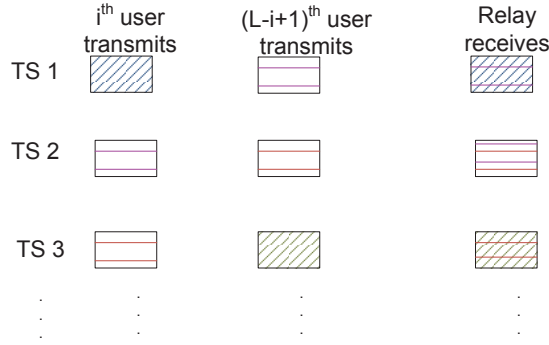 i^th user transmits
(L-i+1)^th user transmits
Relay receives
TS 1
TS 2
TS 3